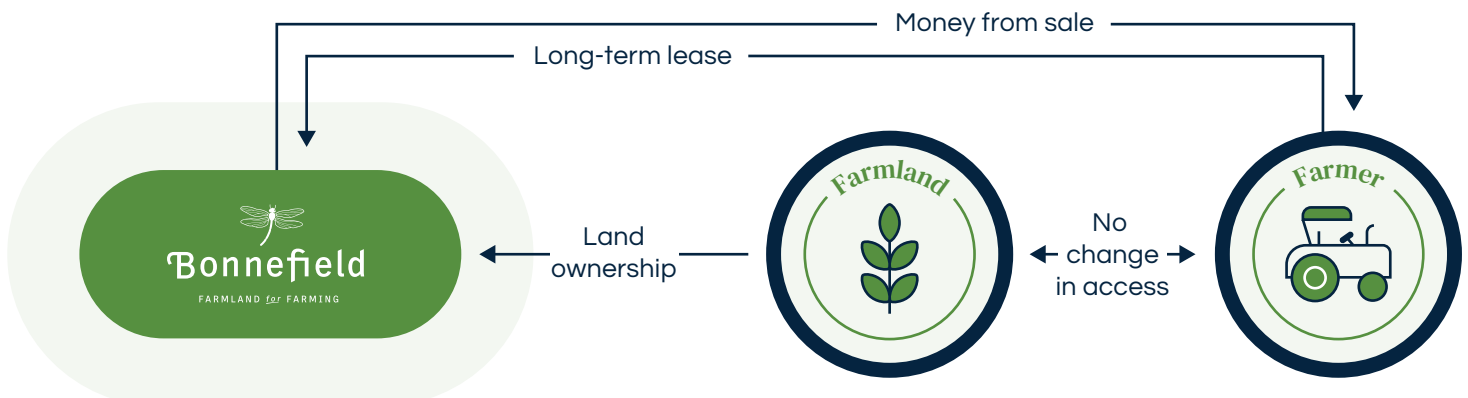 Money from sale
Long-term lease
Bonnefield
FARMLAND for FARMING
Land
ownership
Farmland
No
change
in access
Farmer